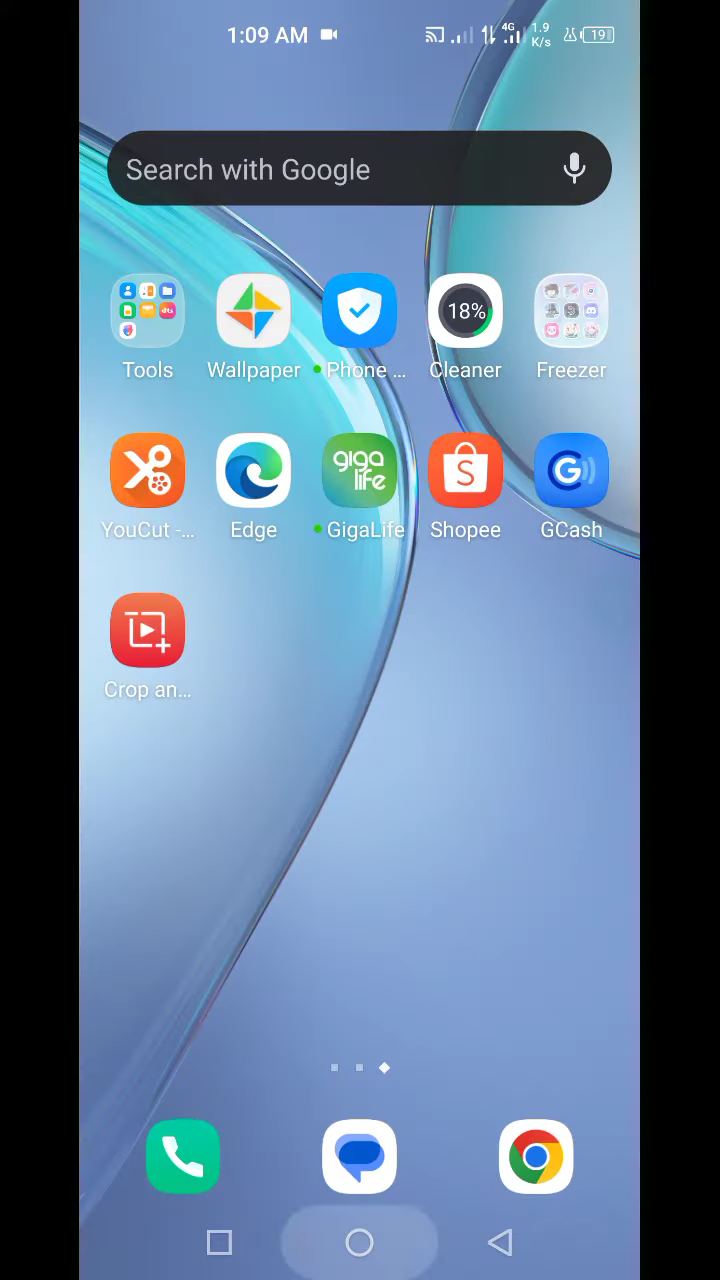 1:09 AM 4G 1.9 K/s 19
Search with Google
18%
Tools Wallpaper Phone ... Cleaner Freezer
giga life S G
YouCut -... Edge GigaLife Shopee GCash
Crop an...